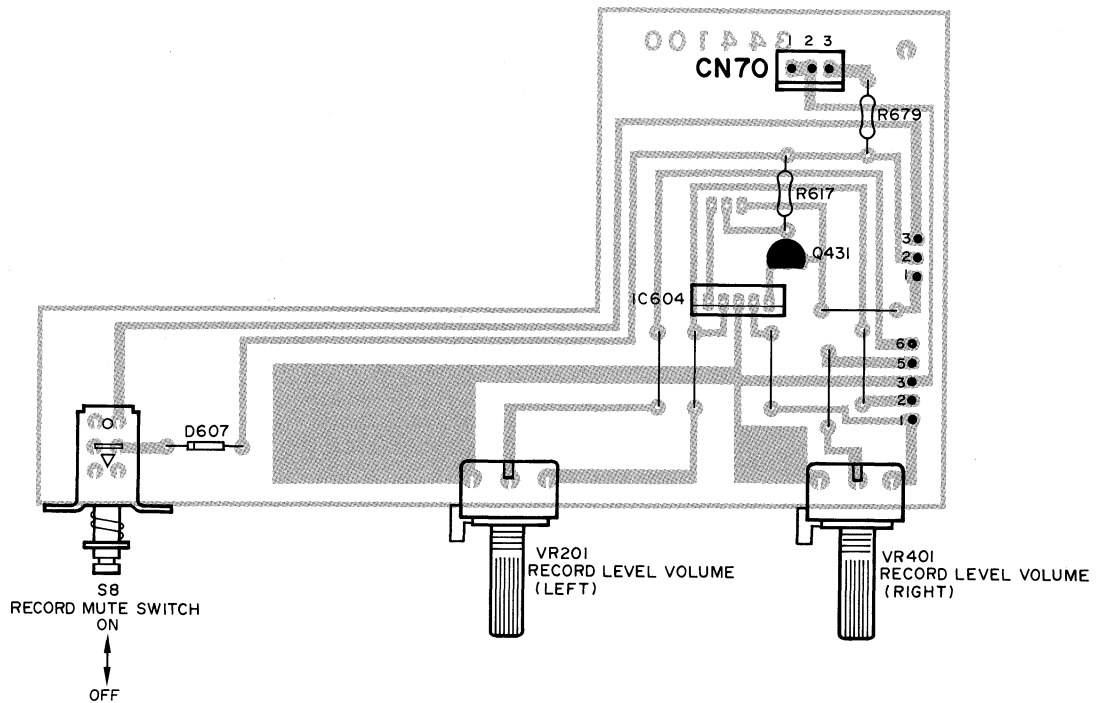 344100
1 2 3
CN70
R679
R617
3
Q431
2
1
IC604
6
5
3
2
1
D607
VR201
RECORD LEVEL VOLUME
(LEFT)
VR401
RECORD LEVEL VOLUME
(RIGHT)
S8
RECORD MUTE SWITCH
ON
OFF